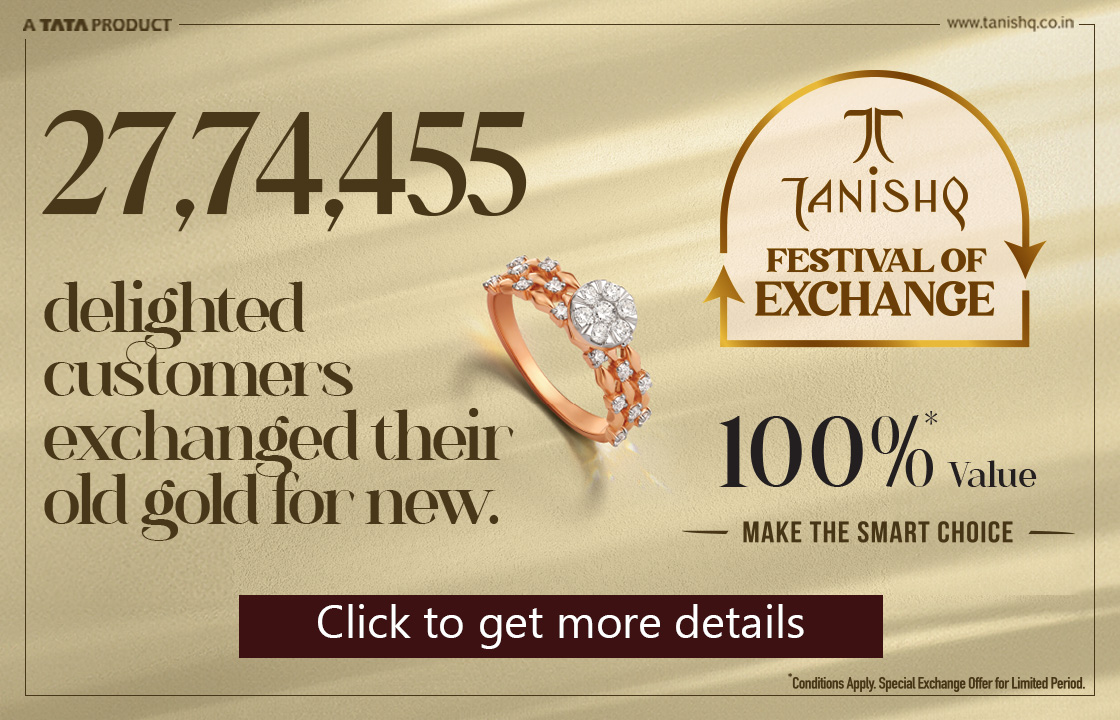 A TATA PRODUCT
www.tanishq.co.in
27,74,455
delighted
customers
exchanged their
old gold for new.
TANISHQ
FESTIVAL OF
EXCHANGE
100%* Value
MAKE THE SMART CHOICE
Click to get more details
*Conditions Apply. Special Exchange Offer for Limited Period.